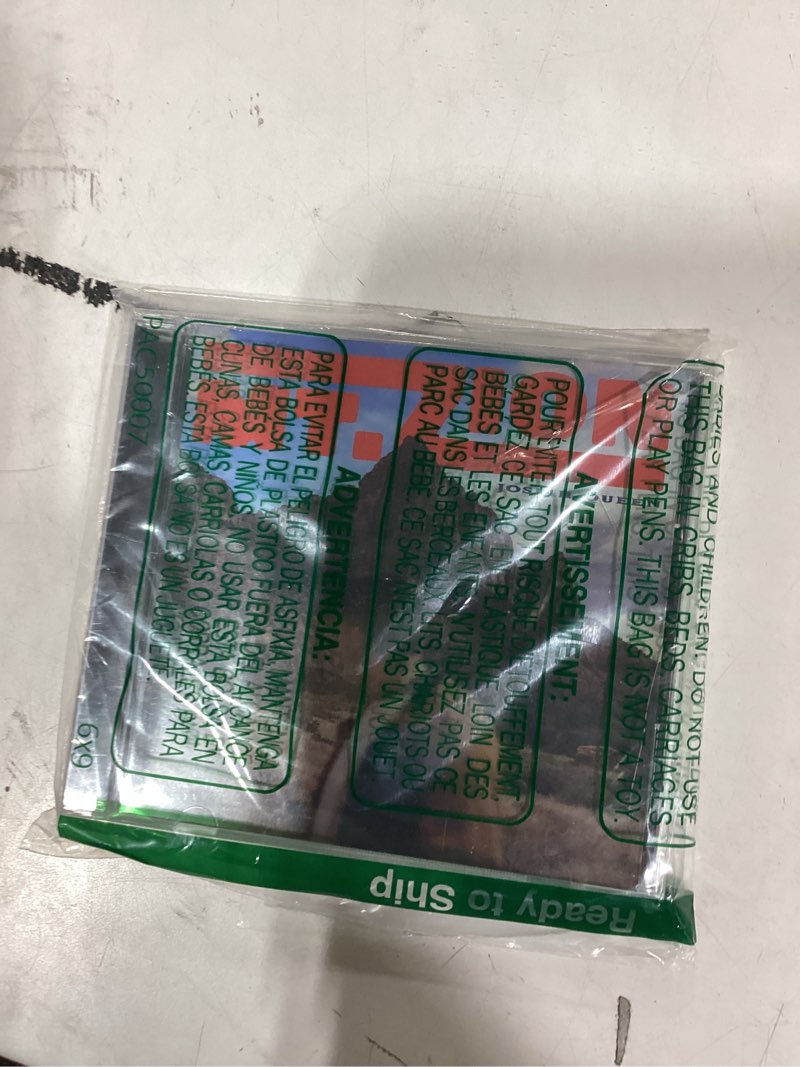 BABIES AND CHILDREN. DO NOT USE
THIS BAG IN CRIBS, BEDS, CARRIAGES
OR PLAY PENS. THIS BAG IS NOT A TOY.
AVERTISSEMENT:
POUR ÉVITER TOUT RISQUE D'ÉTOUFFEMENT,
GARDEZ CE SAC DE PLASTIQUE LOIN DES
BÉBÉS ET DES ENFANTS. N'UTILISEZ PAS CE
SAC DANS LES BERCEAUX, LITS, CHARIOTS OU
PARC AU BÉBÉ. CE SAC N'EST PAS UN JOUET.
ADVERTENCIA:
PARA EVITAR EL PELIGRO DE ASFIXIA, MANTENGA
ESTA BOLSA DE PLASTICO FUERA DEL ALCANCE
DE BEBES Y NIÑOS. NO USAR ESTA BOLSA EN
CUNAS, CAMAS, CARRIOLAS O CORRALES PARA
BEBES. ESTA BOLSA NO ES UN JUGUETE.
PAC50007
6x9
Ready to Ship